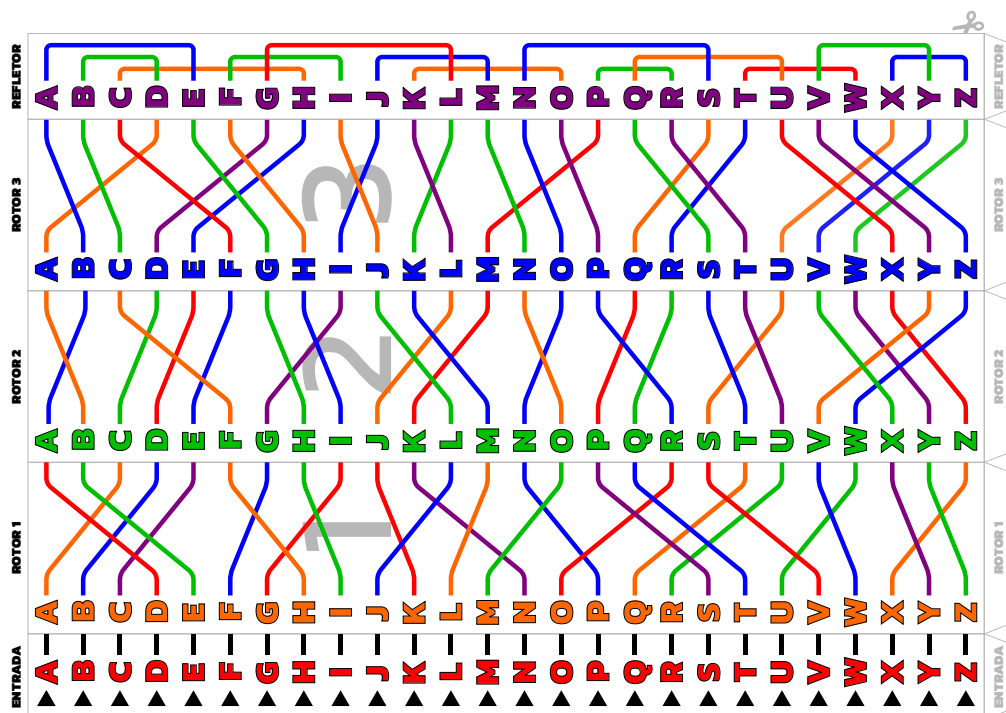 REFLETOR A B C D E F G H I J K L M N O P Q R S T U V W X Y Z REFLETOR
ROTOR 3 3 ROTOR 3
A B C D E F G H I J K L M N O P Q R S T U V W X Y Z
ROTOR 2 2 ROTOR 2
A B C D E F G H I J K L M N O P Q R S T U V W X Y Z
ROTOR 1 1 ROTOR 1
A B C D E F G H I J K L M N O P Q R S T U V W X Y Z
ENTRADA A B C D E F G H I J K L M N O P Q R S T U V W X Y Z ENTRADA